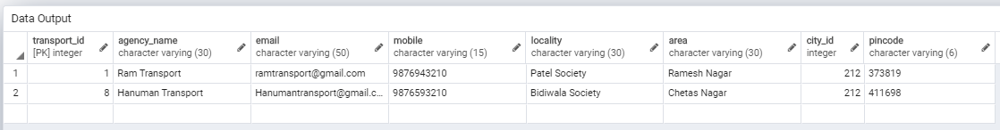 Data Output
transport_id agency_name email mobile locality area city_id pincode
[PK] integer character varying (30) character varying (50) character varying (15) character varying (30) character varying (30) integer character varying (6)
1 1 Ram Transport ramtransport@gmail.com 9876943210 Patel Society Ramesh Nagar 212 373819
2 8 Hanuman Transport Hanumantransport@gmail.c... 9876593210 Bidiwala Society Chetas Nagar 212 411698